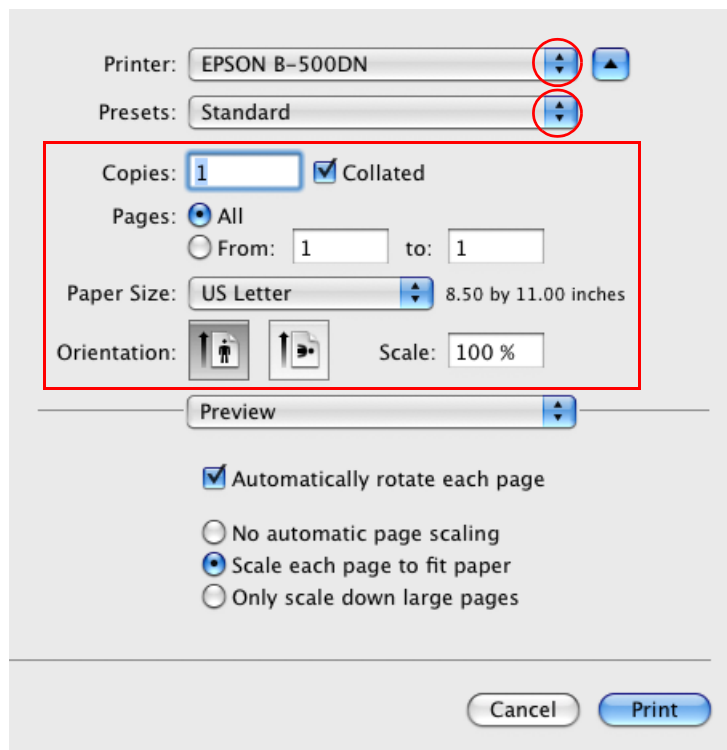 Printer: EPSON B-500DN
Presets: Standard
Copies: 1 Collated
Pages: All
From: 1 to: 1
Paper Size: US Letter 8.50 by 11.00 inches
Orientation: Scale: 100 %
Preview
Automatically rotate each page
No automatic page scaling
Scale each page to fit paper
Only scale down large pages
Cancel Print